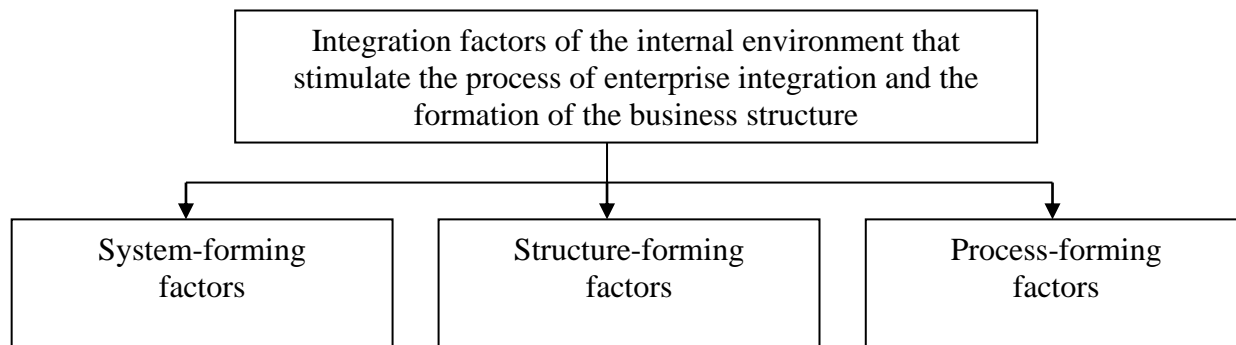 Integration factors of the internal environment that
stimulate the process of enterprise integration and the
formation of the business structure
System-forming
factors
Structure-forming
factors
Process-forming
factors